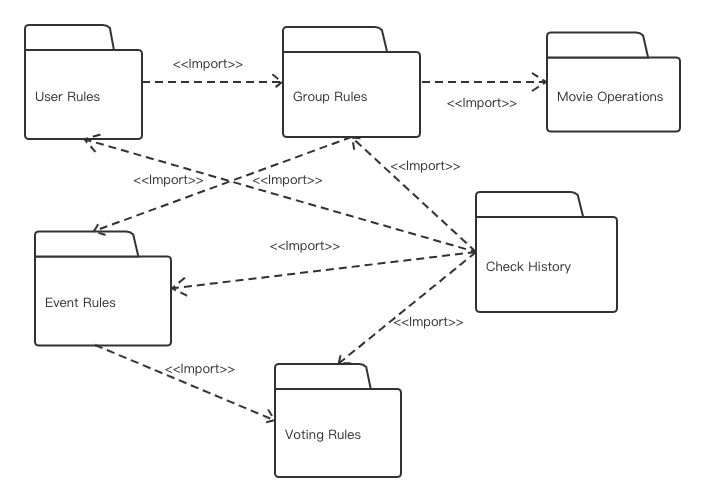 <<Import>>
User Rules
Group Rules
<<Import>>
Movie Operations
<<Import>>
<<Import>>
<<Import>>
<<Import>>
Check History
Event Rules
<<Import>>
<<Import>>
Voting Rules